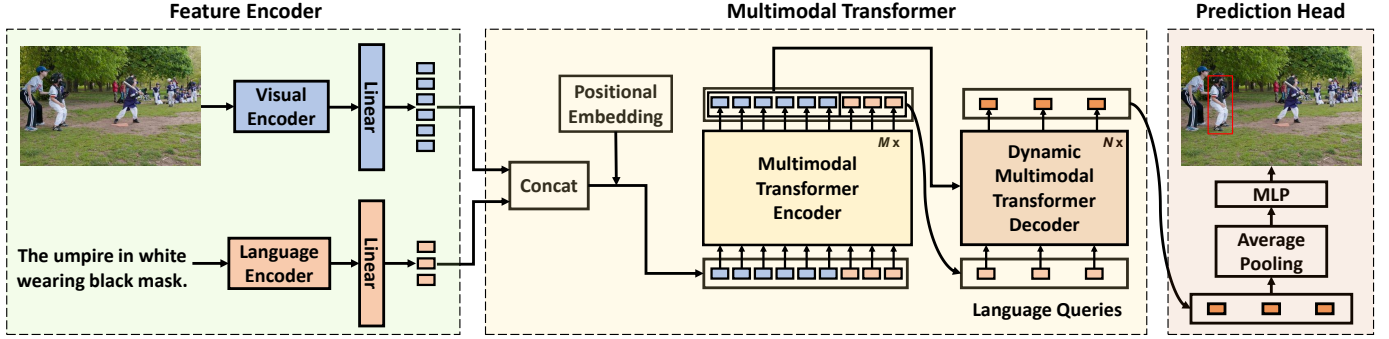 Feature Encoder
Visual
Encoder
Linear
The umpire in white
wearing black mask.
Language
Encoder
Linear
Multimodal Transformer
Positional
Embedding
Concat
M x
Multimodal
Transformer
Encoder
N x
Dynamic
Multimodal
Transformer
Decoder
Language Queries
Prediction Head
MLP
Average
Pooling